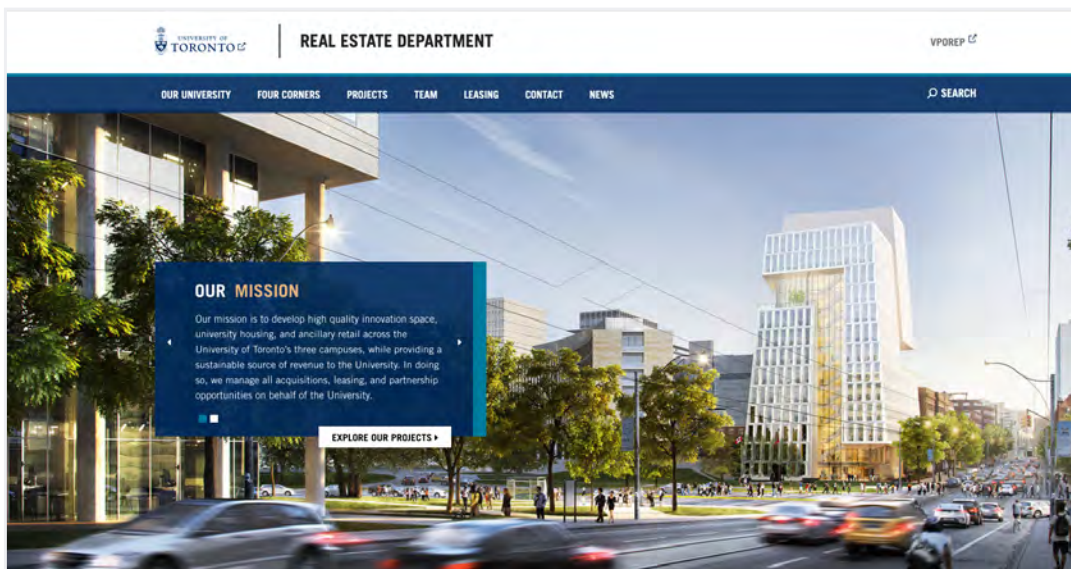 UNIVERSITY OF
TORONTO
REAL ESTATE DEPARTMENT
VPOREP
OUR UNIVERSITY
FOUR CORNERS
PROJECTS
TEAM
LEASING
CONTACT
NEWS
SEARCH
OUR MISSION
Our mission is to develop high quality innovation space,
university housing, and ancillary retail across the
University of Toronto's three campuses, while providing a
sustainable source of revenue to the University. In doing
so, we manage all acquisitions, leasing, and partnership
opportunities on behalf of the University.
EXPLORE OUR PROJECTS